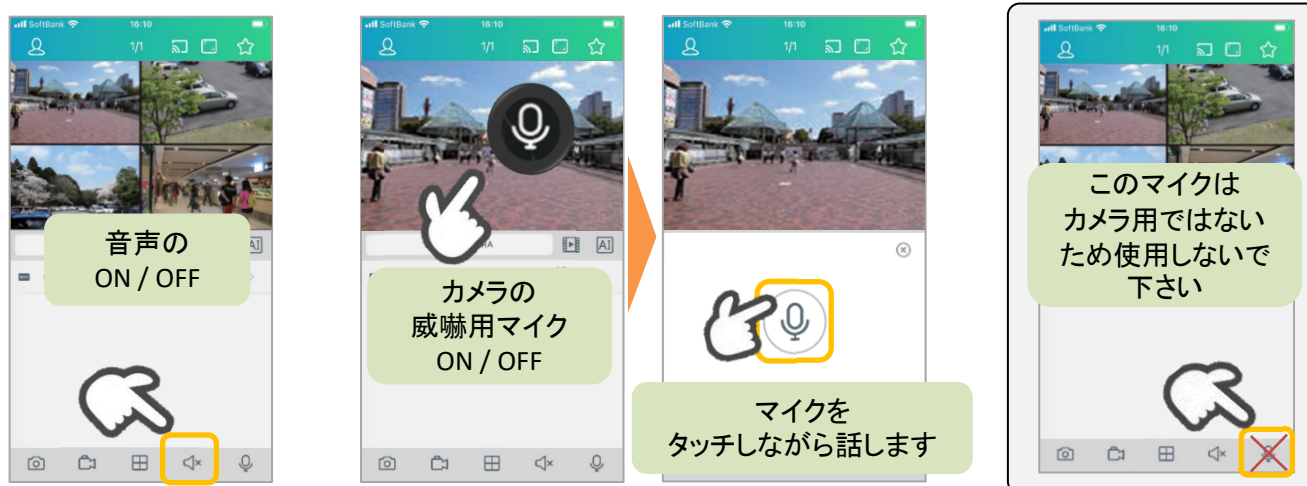 SoftBank 16:10
1/1
音声の
ON / OFF
AI
SoftBank 16:10
1/1
RA
AI
カメラの
威嚇用マイク
ON / OFF
SoftBank 16:10
1/1
マイクを
タッチしながら話します
SoftBank 16:10
1/1
このマイクは
カメラ用ではない
ため使用しないで
下さい